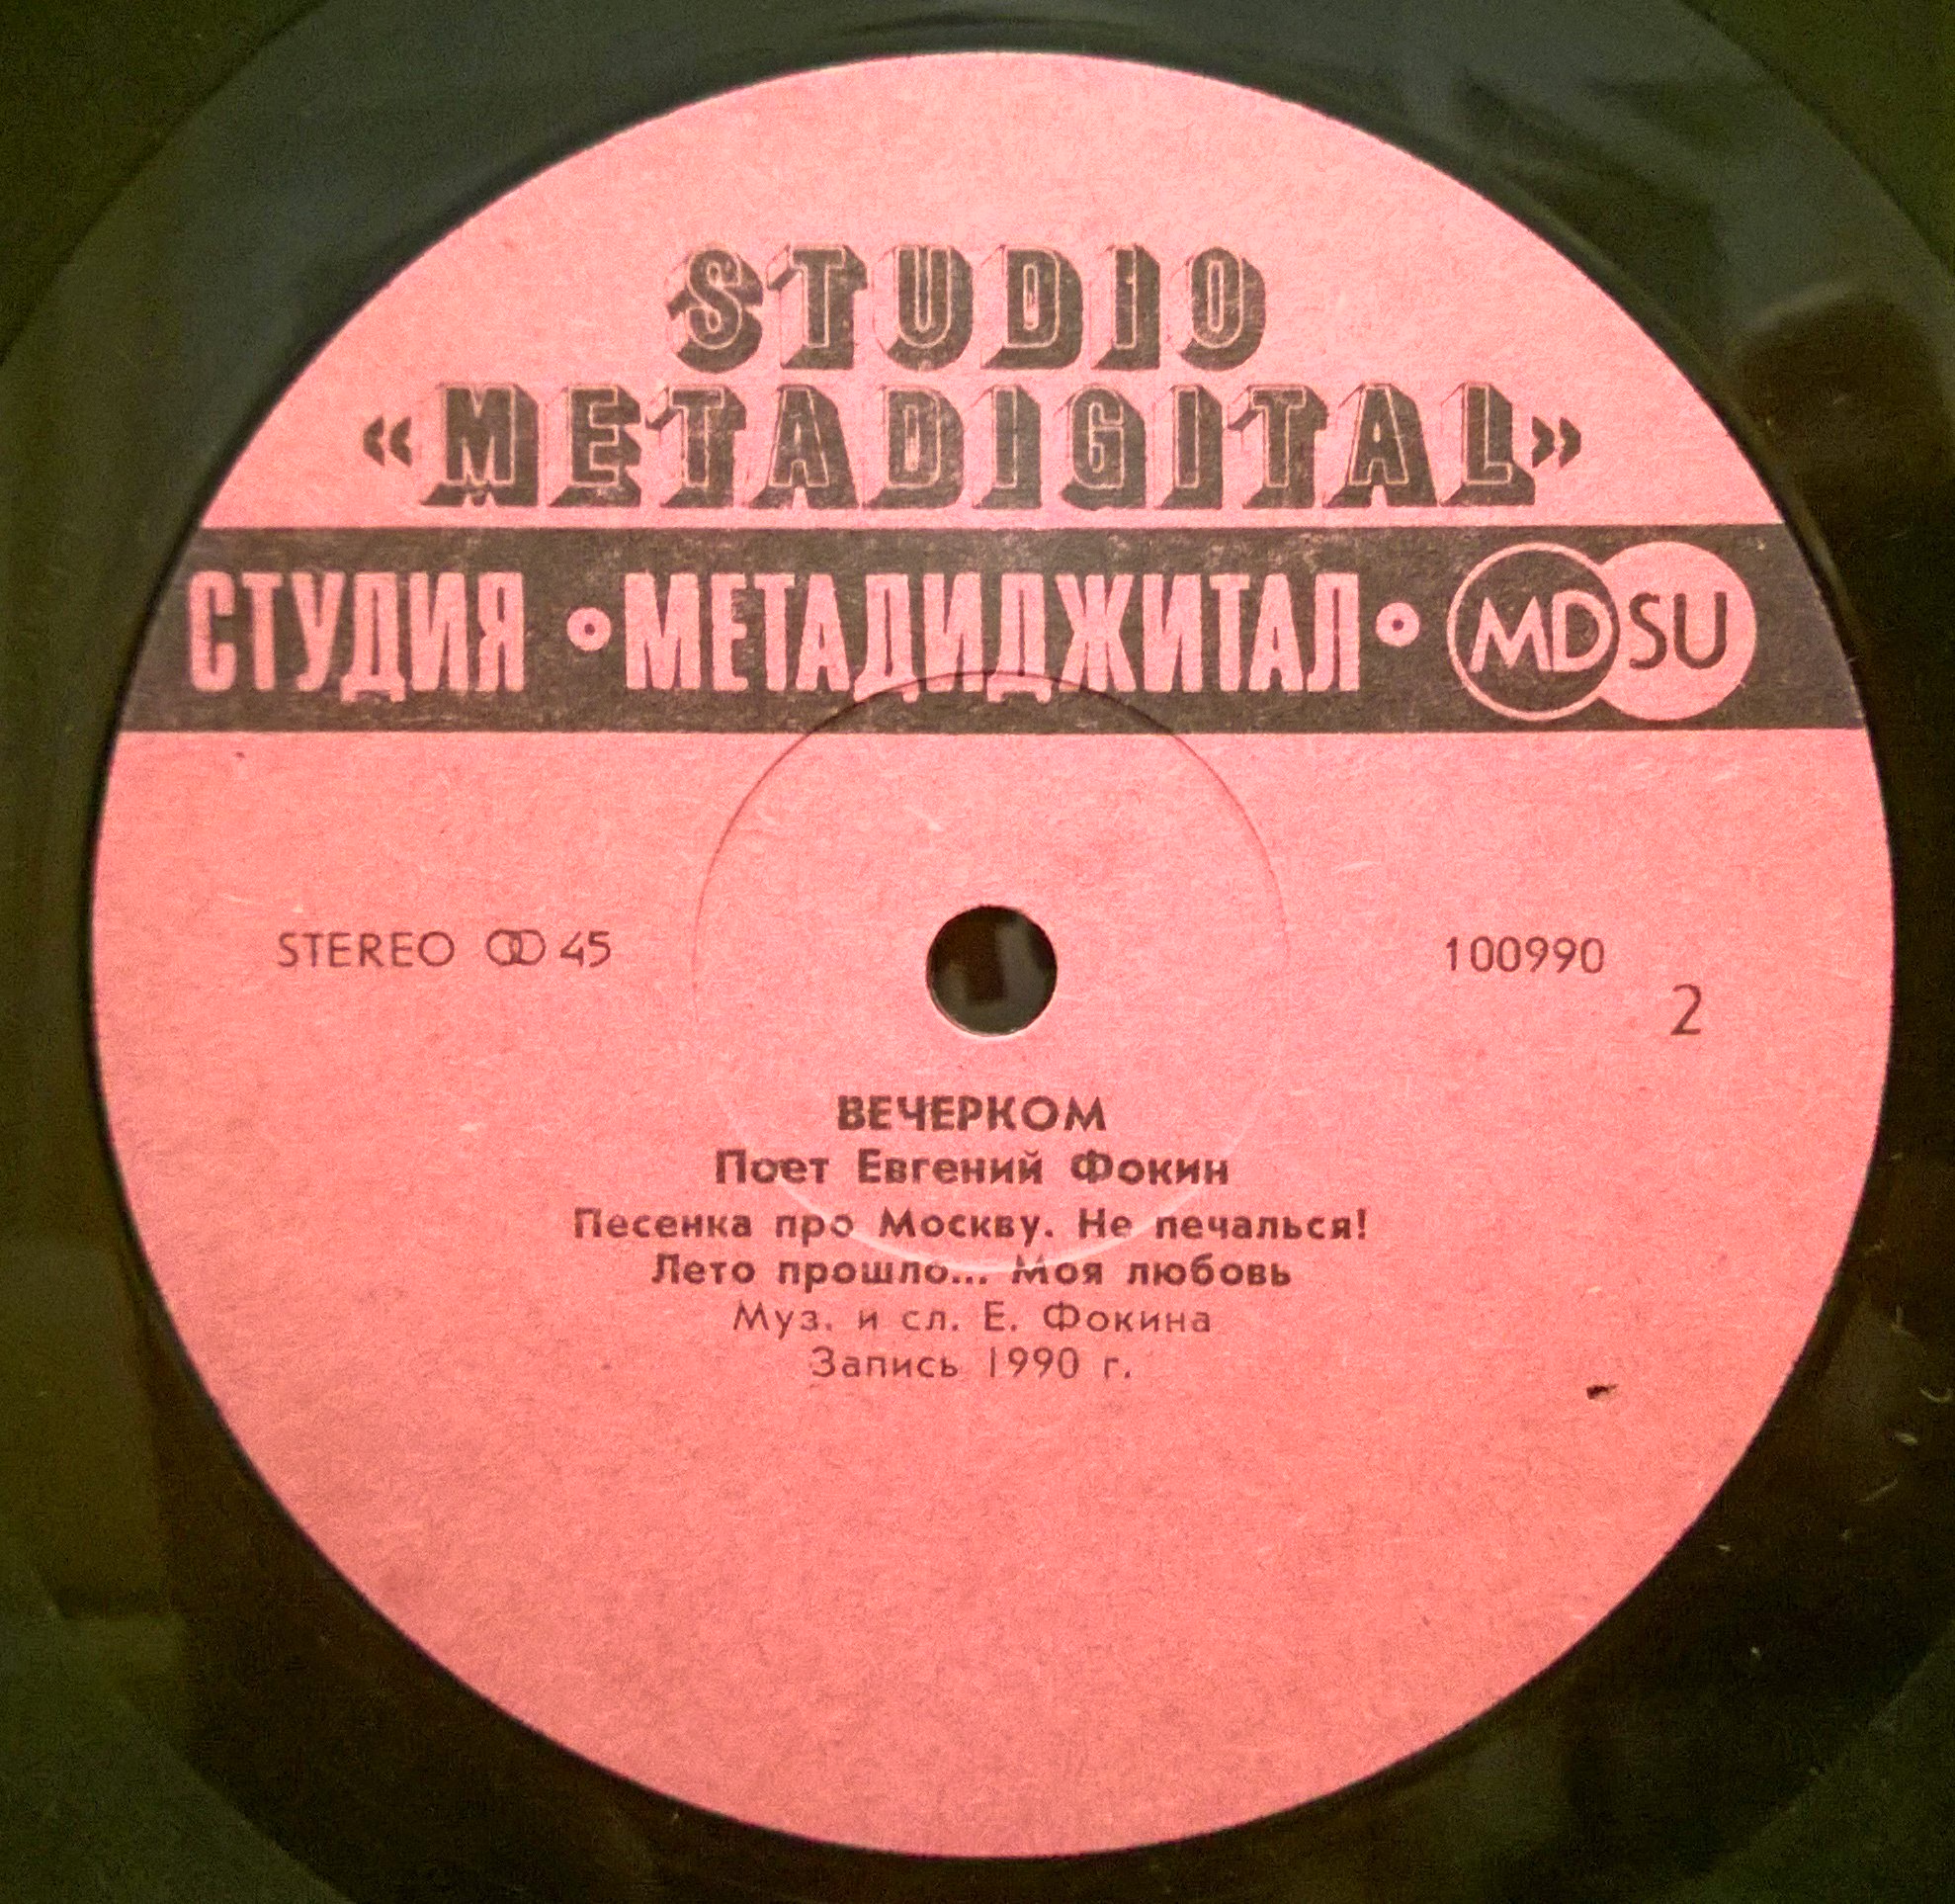 STUDIO
«METADIGITAL»
СТУДИЯ • МЕТАДИДЖИТАЛ • MD SU
STEREO 45
100990
2
ВЕЧЕРКОМ
Поет Евгений Фокин
Песенка про Москву. Не печалься!
Лето прошло... Моя любовь
Муз. и сл. Е. Фокина
Запись 1990 г.